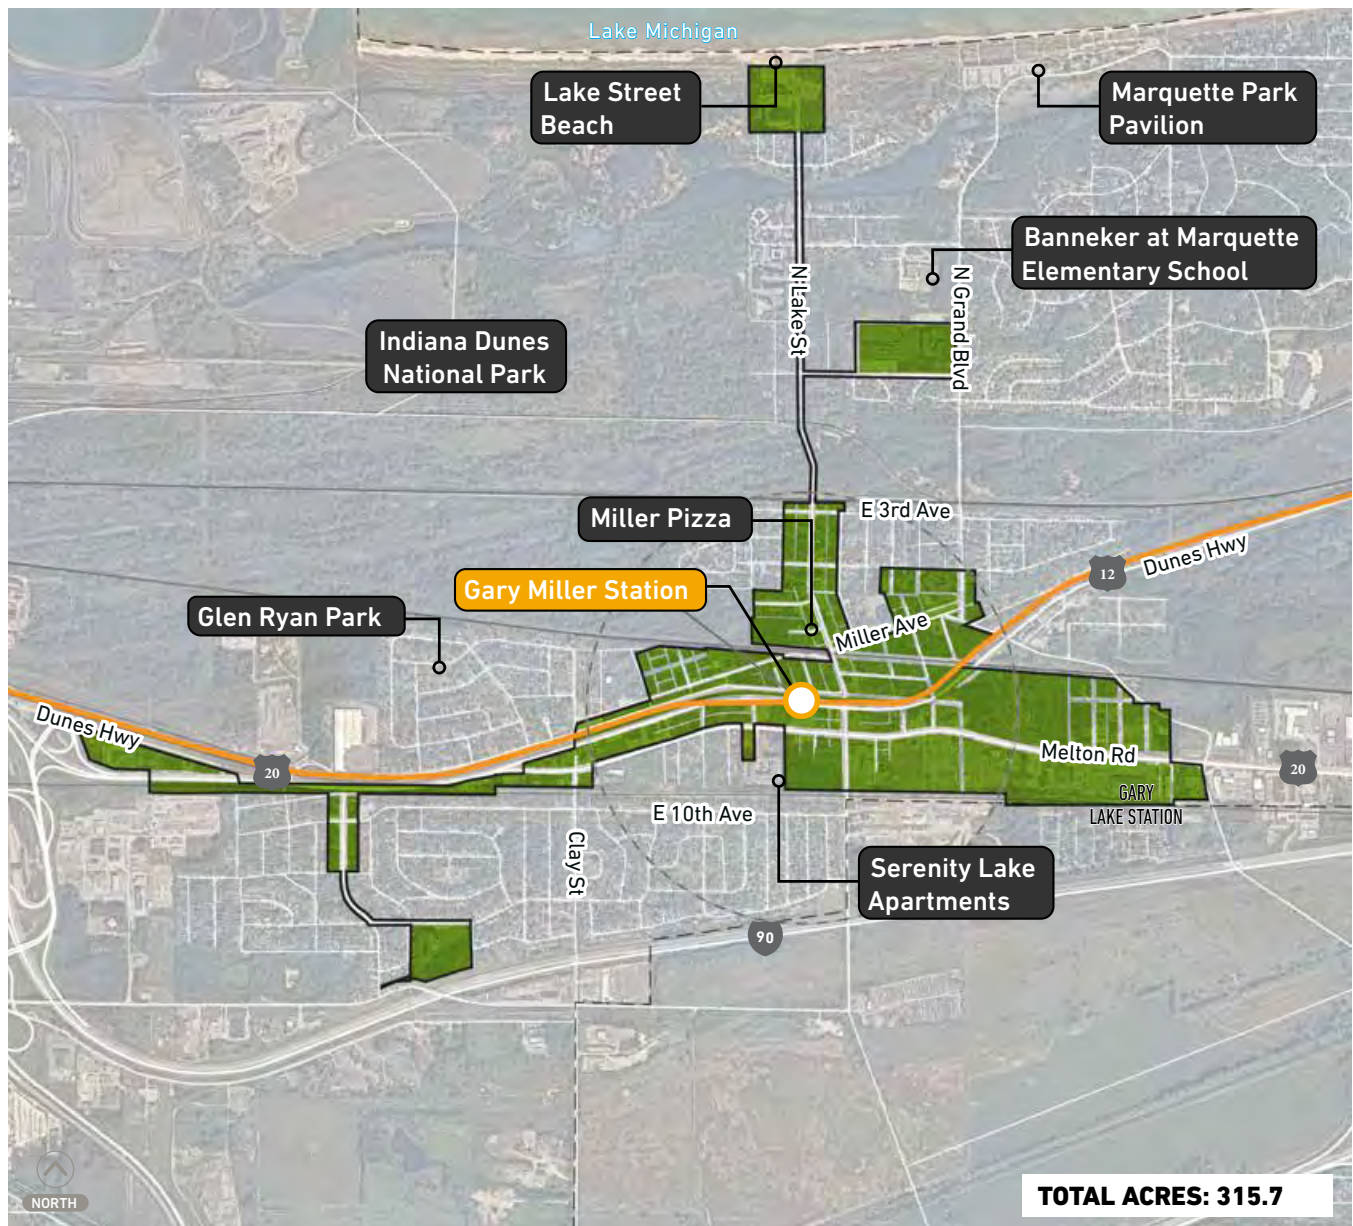 Lake Michigan
Lake Street
Beach
Marquette Park
Pavilion
Banneker at Marquette
Elementary School
N Lake St
N Grand Blvd
Indiana Dunes
National Park
Miller Pizza
E 3rd Ave
Dunes Hwy
12
Gary Miller Station
Glen Ryan Park
Miller Ave
Dunes Hwy
20
Melton Rd
20
GARY
LAKE STATION
E 10th Ave
Clay St
Serenity Lake
Apartments
90
NORTH
TOTAL ACRES: 315.7